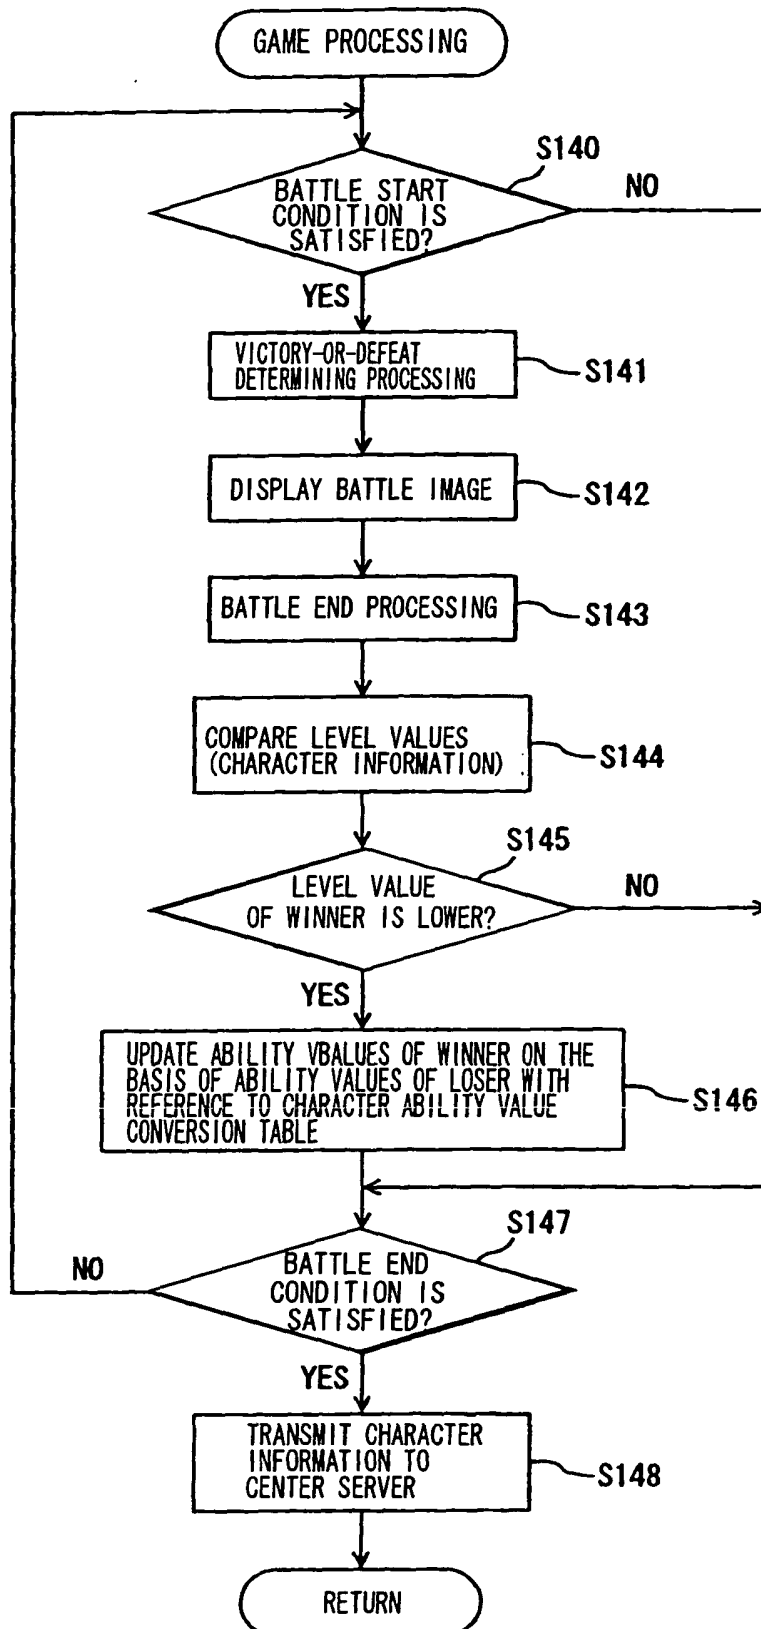 GAME PROCESSING
S140
BATTLE START
CONDITION IS
SATISFIED?
NO
YES
VICTORY-OR-DEFEAT
DETERMINING PROCESSING
S141
DISPLAY BATTLE IMAGE
S142
BATTLE END PROCESSING
S143
COMPARE LEVEL VALUES
(CHARACTER INFORMATION)
S144
S145
LEVEL VALUE
OF WINNER IS LOWER?
NO
YES
UPDATE ABILITY VBALUES OF WINNER ON THE
BASIS OF ABILITY VALUES OF LOSER WITH
REFERENCE TO CHARACTER ABILITY VALUE
CONVERSION TABLE
S146
S147
BATTLE END
CONDITION IS
SATISFIED?
NO
YES
TRANSMIT CHARACTER
INFORMATION TO
CENTER SERVER
S148
RETURN